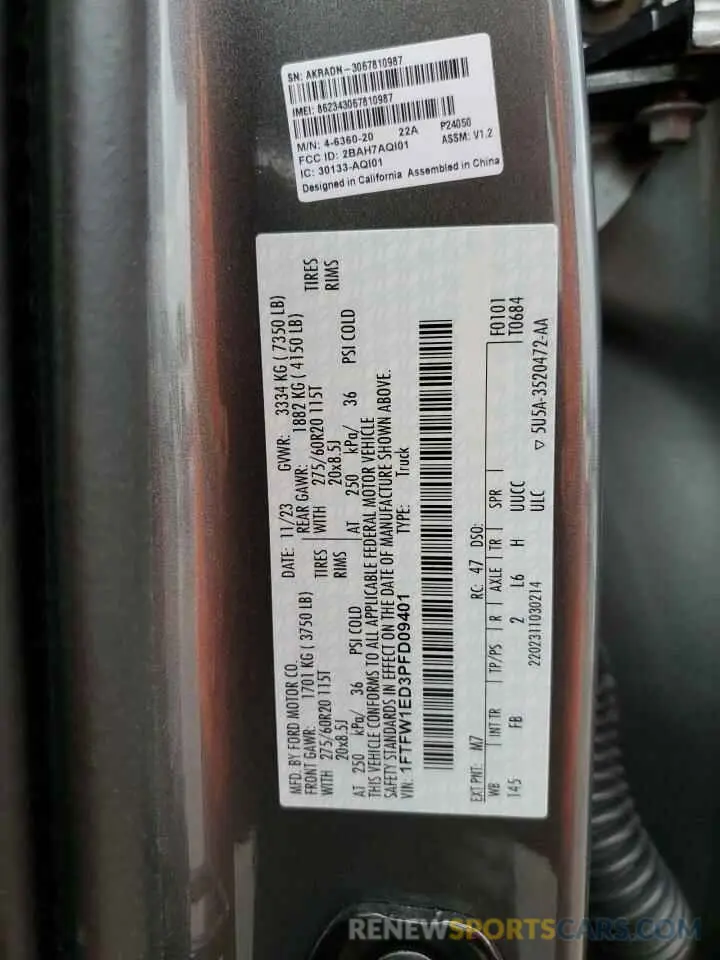 SN: AKRADN-3067810987
IMEI: 862343067810987
M/N: 4-6360-20 22A P24050
FCC ID: 2BAH7AQI01 ASSM: V1.2
IC: 30133-AQI01
Designed in California Assembled in China
MFD. BY FORD MOTOR CO. DATE: 11/23 GVWR: 3334 KG ( 7350 LB)
FRONT GAWR: 1701 KG ( 3750 LB) REAR GAWR: 1882 KG ( 4150 LB)
WITH 275/60R20 115T TIRES WITH 275/60R20 115T TIRES
20x8.5J RIMS 20x8.5J RIMS
AT 250 kPa/ 36 PSI COLD AT 250 kPa/ 36 PSI COLD
THIS VEHICLE CONFORMS TO ALL APPLICABLE FEDERAL MOTOR VEHICLE
SAFETY STANDARDS IN EFFECT ON THE DATE OF MANUFACTURE SHOWN ABOVE.
VIN: 1FTFW1ED3PFD09401 TYPE: Truck
EXT PNT: M7 RC: 47 DSO: F0101
WB INT TR TP/PS R AXLE TR SPR T0684
145 FB 2 L6 H UUCC
ULC ▽ 5U5A-3520472-AA
2202311030214
RENEWSPORTSCARS.COM